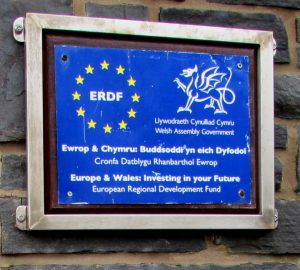 ERDF
Llywodraeth Cynulliad Cymru
Welsh Assembly Government
Ewrop & Chymru: Buddsoddi'yn eich Dyfodol
Cronfa Datblygu Rhanbarthol Ewrop
Europe & Wales: Investing in your Future
European Regional Development Fund